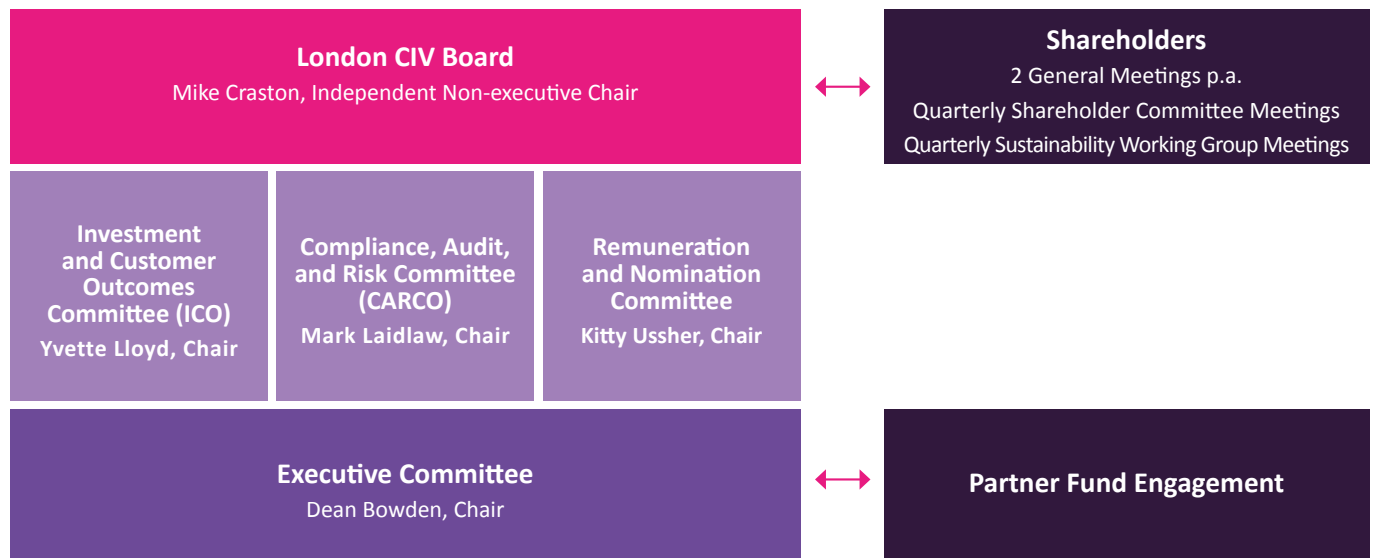 London CIV Board
Mike Craston, Independent Non-executive Chair
Shareholders
2 General Meetings p.a.
Quarterly Shareholder Committee Meetings
Quarterly Sustainability Working Group Meetings
Investment
and Customer
Outcomes
Committee (ICO)
Yvette Lloyd, Chair
Compliance, Audit,
and Risk Committee
(CARCO)
Mark Laidlaw, Chair
Remuneration
and Nomination
Committee
Kitty Ussher, Chair
Executive Committee
Dean Bowden, Chair
Partner Fund Engagement